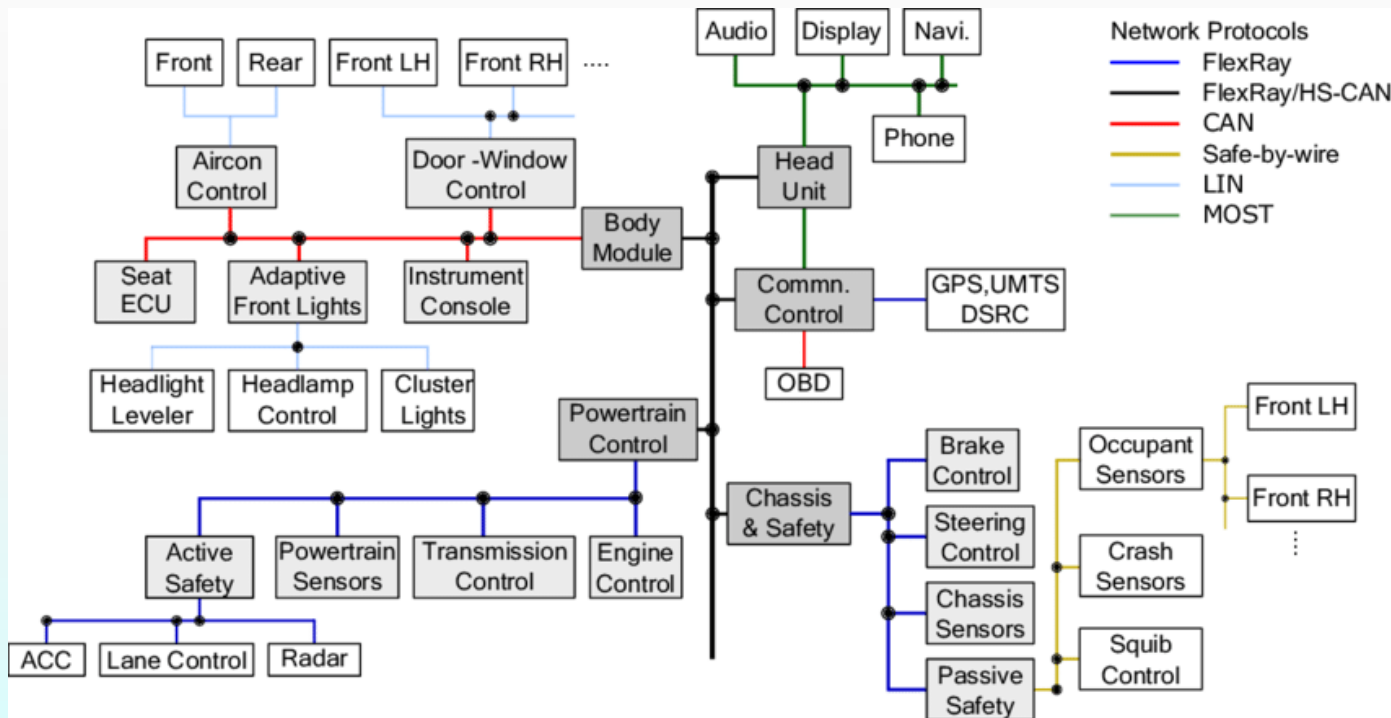 Audio
Display
Navi.
Phone
Network Protocols
FlexRay
FlexRay/HS-CAN
CAN
Safe-by-wire
LIN
MOST
Front
Rear
Front LH
Front RH
....
Aircon
Control
Door -Window
Control
Head
Unit
Body
Module
Seat
ECU
Adaptive
Front Lights
Instrument
Console
Commn.
Control
GPS,UMTS
DSRC
OBD
Headlight
Leveler
Headlamp
Control
Cluster
Lights
Powertrain
Control
Active
Safety
Powertrain
Sensors
Transmission
Control
Engine
Control
ACC
Lane Control
Radar
Chassis
& Safety
Brake
Control
Steering
Control
Chassis
Sensors
Passive
Safety
Occupant
Sensors
Crash
Sensors
Squib
Control
Front LH
Front RH
....